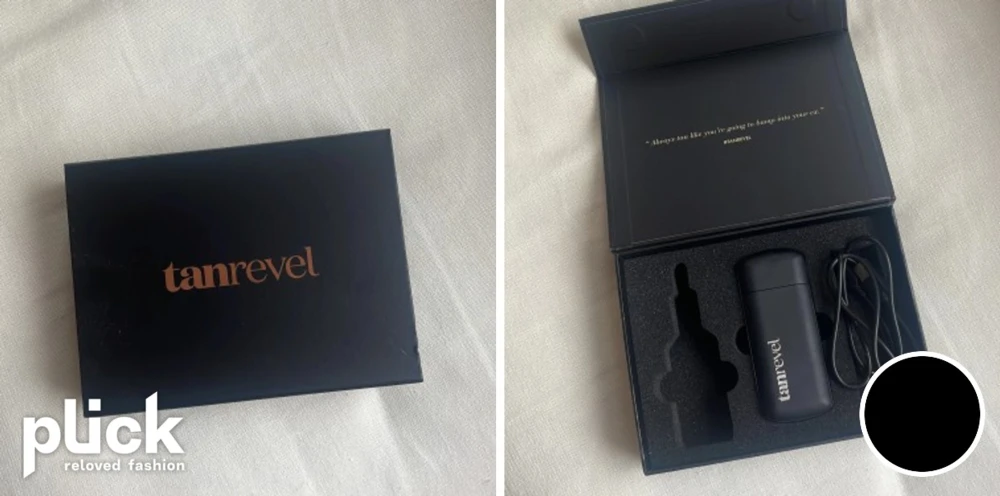 tanrevel
plick
reloved fashion
"Always tan like you're going to bump into your ex."
tanrevel